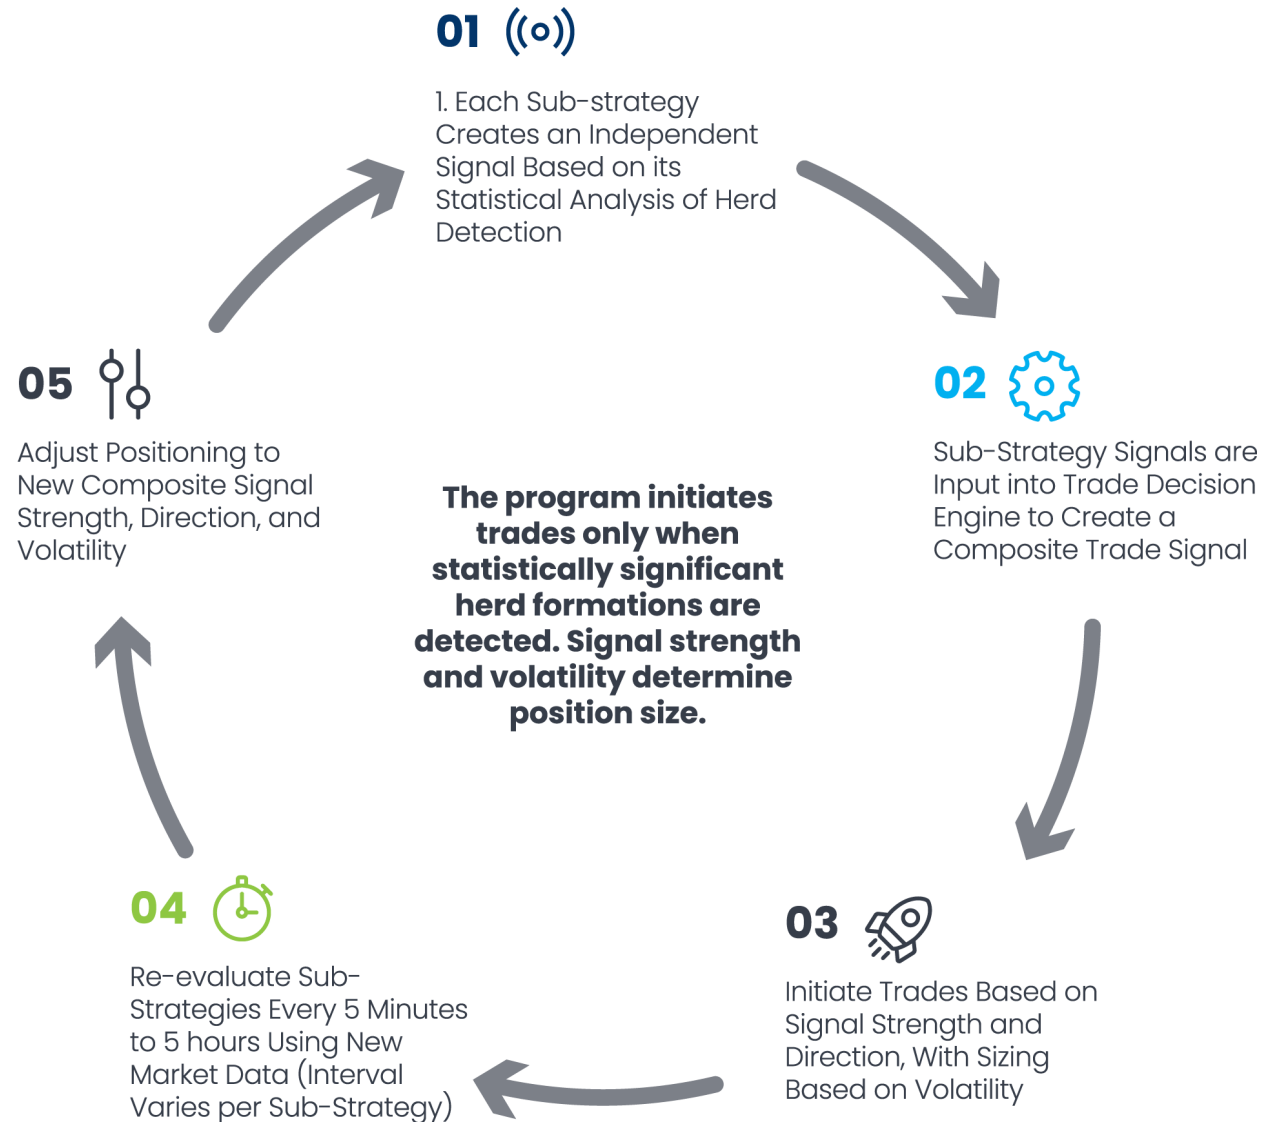 01
1. Each Sub-strategy
Creates an Independent
Signal Based on its
Statistical Analysis of Herd
Detection
02
Sub-Strategy Signals are
Input into Trade Decision
Engine to Create a
Composite Trade Signal
03
Initiate Trades Based on
Signal Strength and
Direction, With Sizing
Based on Volatility
04
Re-evaluate Sub-
Strategies Every 5 Minutes
to 5 hours Using New
Market Data (Interval
Varies per Sub-Strategy)
05
Adjust Positioning to
New Composite Signal
Strength, Direction, and
Volatility
The program initiates
trades only when
statistically significant
herd formations are
detected. Signal strength
and volatility determine
position size.